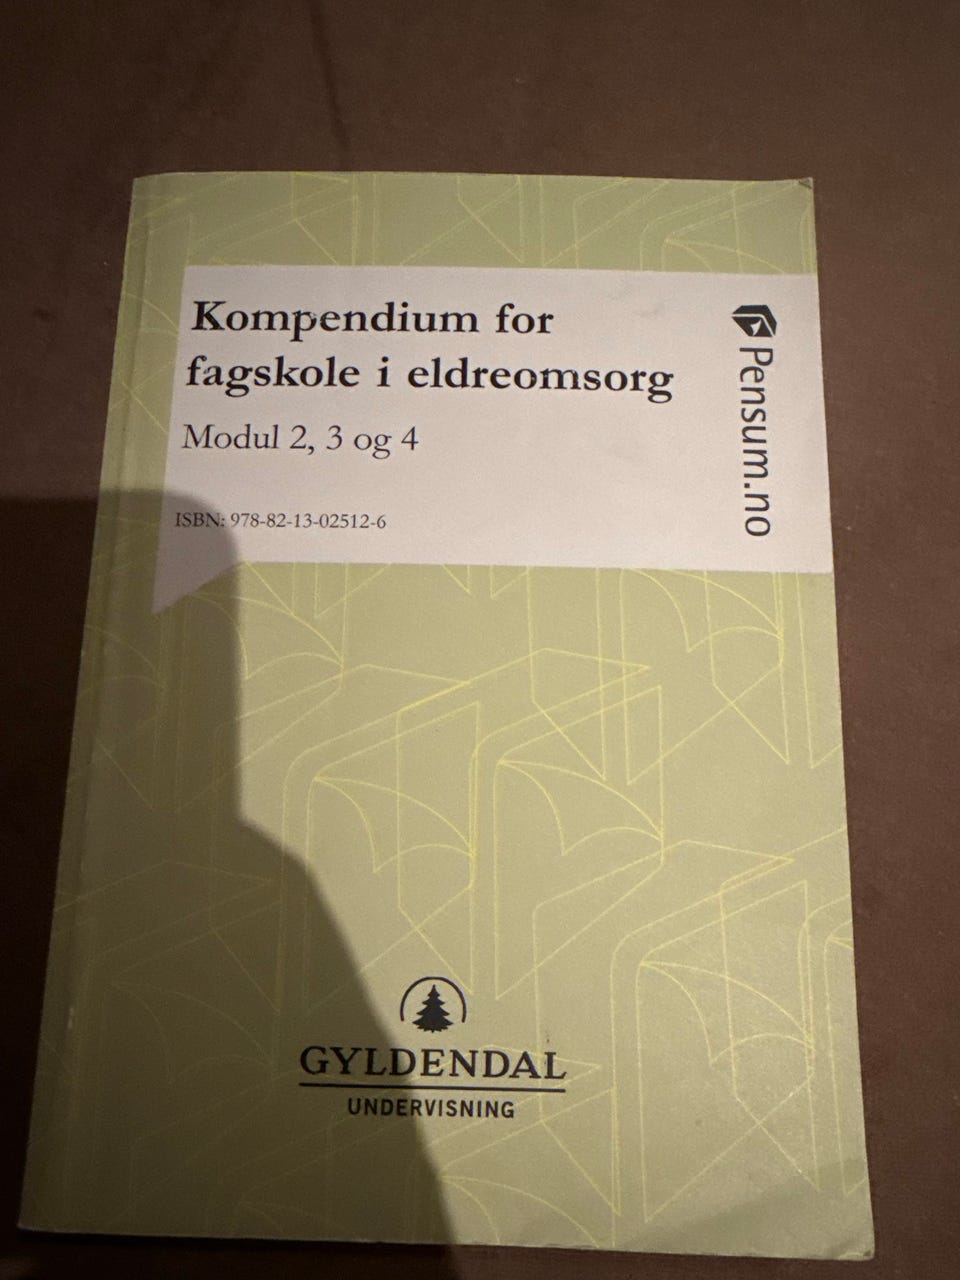 Kompendium for
fagskole i eldreomsorg
Modul 2, 3 og 4
ISBN: 978-82-13-02512-6
Pensum.no
GYLDENDAL
UNDERVISNING